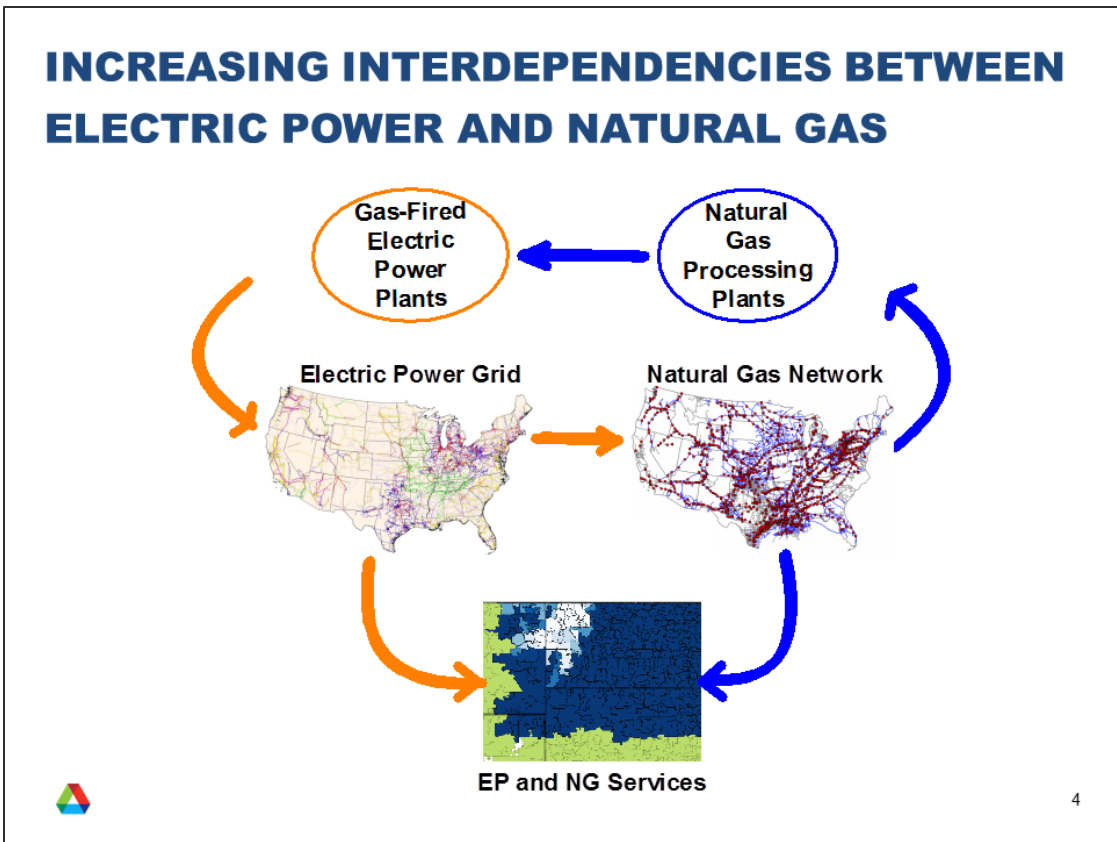 INCREASING INTERDEPENDENCIES BETWEEN
ELECTRIC POWER AND NATURAL GAS
Gas-Fired
Electric
Power
Plants
Natural
Gas
Processing
Plants
Electric Power Grid
Natural Gas Network
EP and NG Services
4